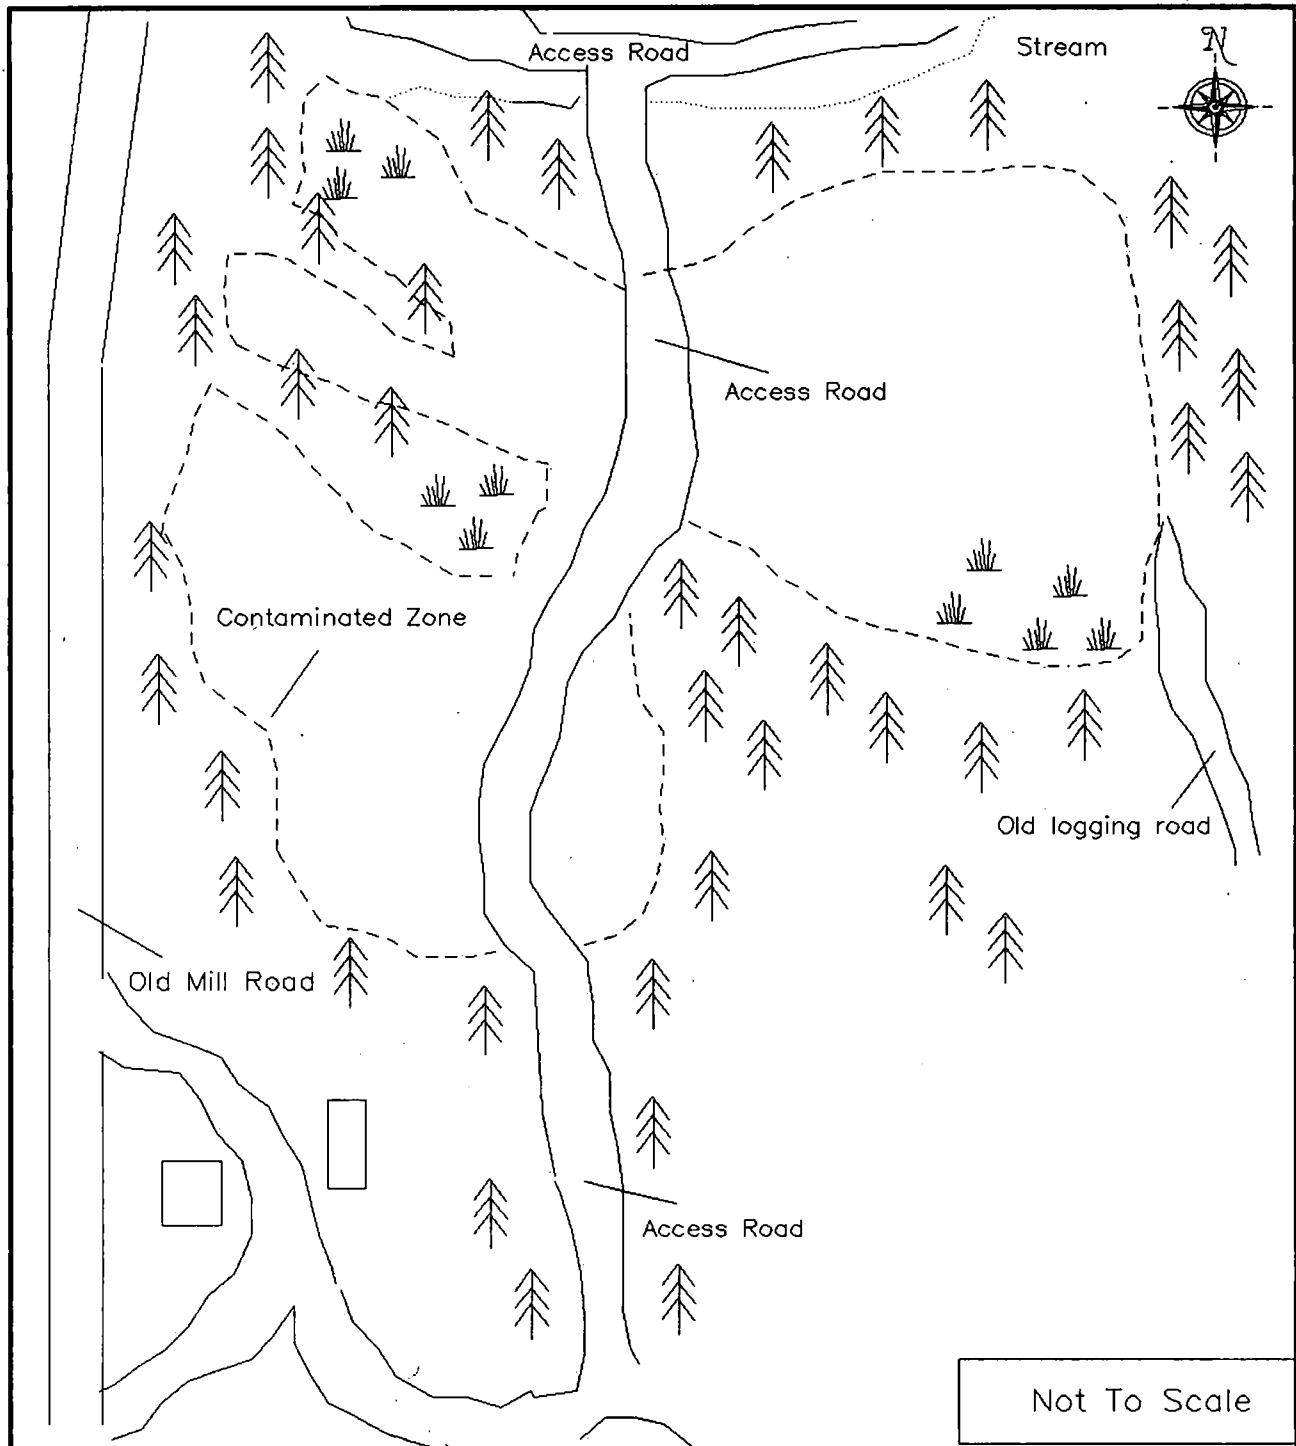 Access Road
Stream
N
Access Road
Contaminated Zone
Old logging road
Old Mill Road
Access Road
Not To Scale